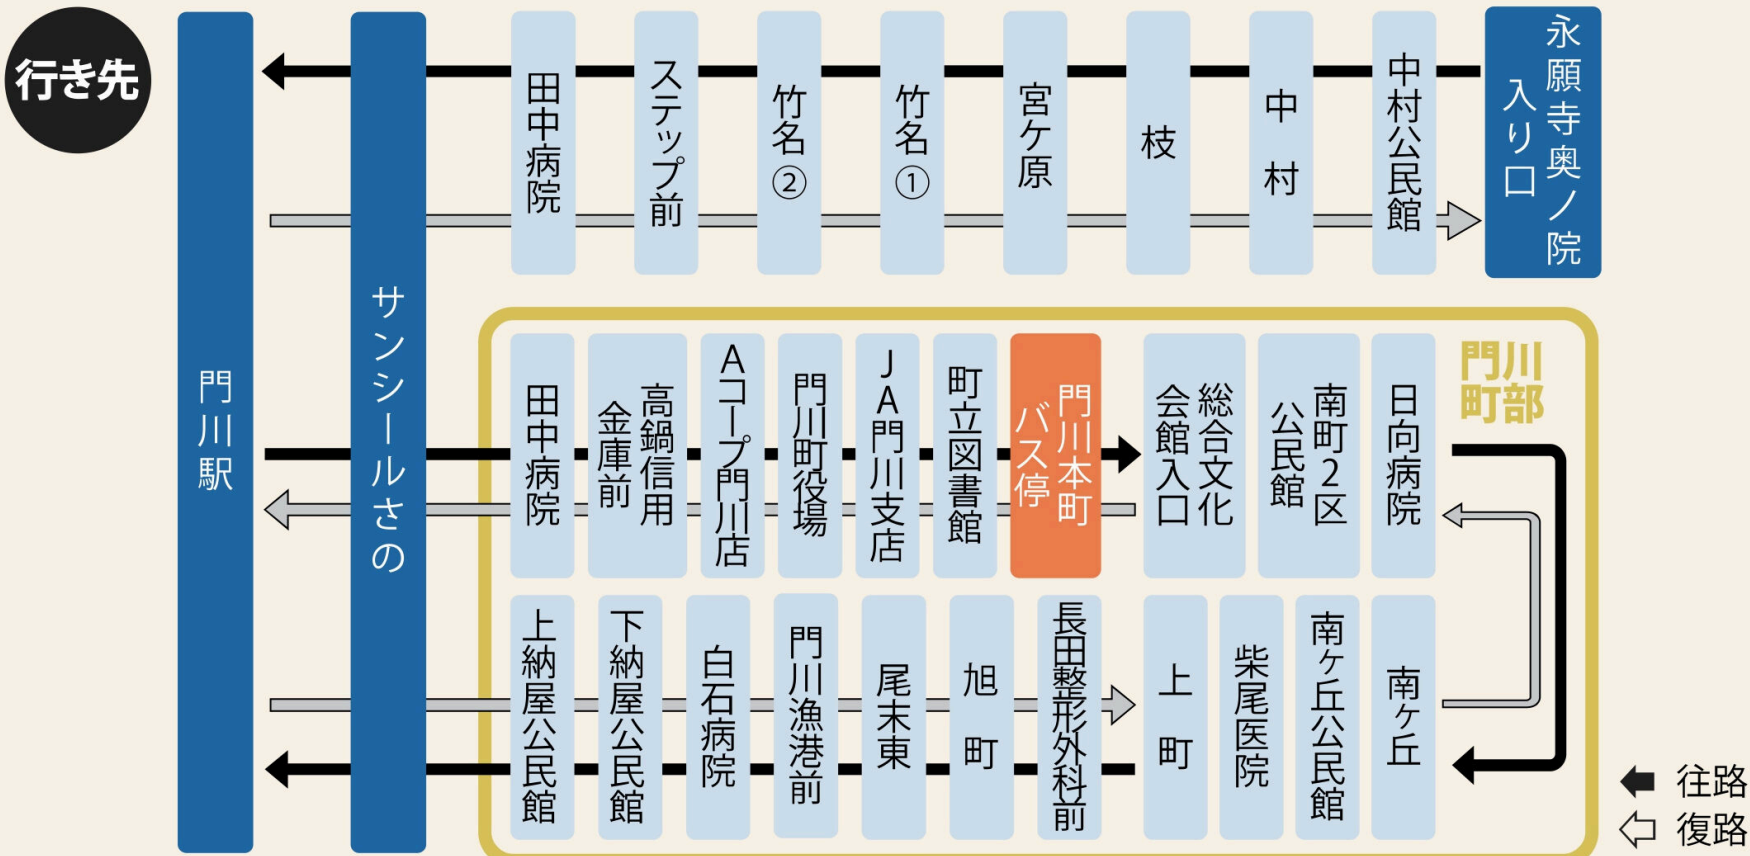 行き先
門川駅
サンシールさの
田中病院
ステップ前
竹名②
竹名①
宮ケ原
枝
中村
中村公民館
永願寺奥ノ院
入り口
田中病院
高鍋信用
金庫前
Aコープ門川店
門川町役場
JA門川支店
町立図書館
門川本町
バス停
総合文化
会館入口
南町2区
公民館
日向病院
門川
町部
上納屋公民館
下納屋公民館
白石病院
門川漁港前
尾末東
旭町
長田整形外科前
上町
柴尾医院
南ヶ丘公民館
南ヶ丘
往路
復路